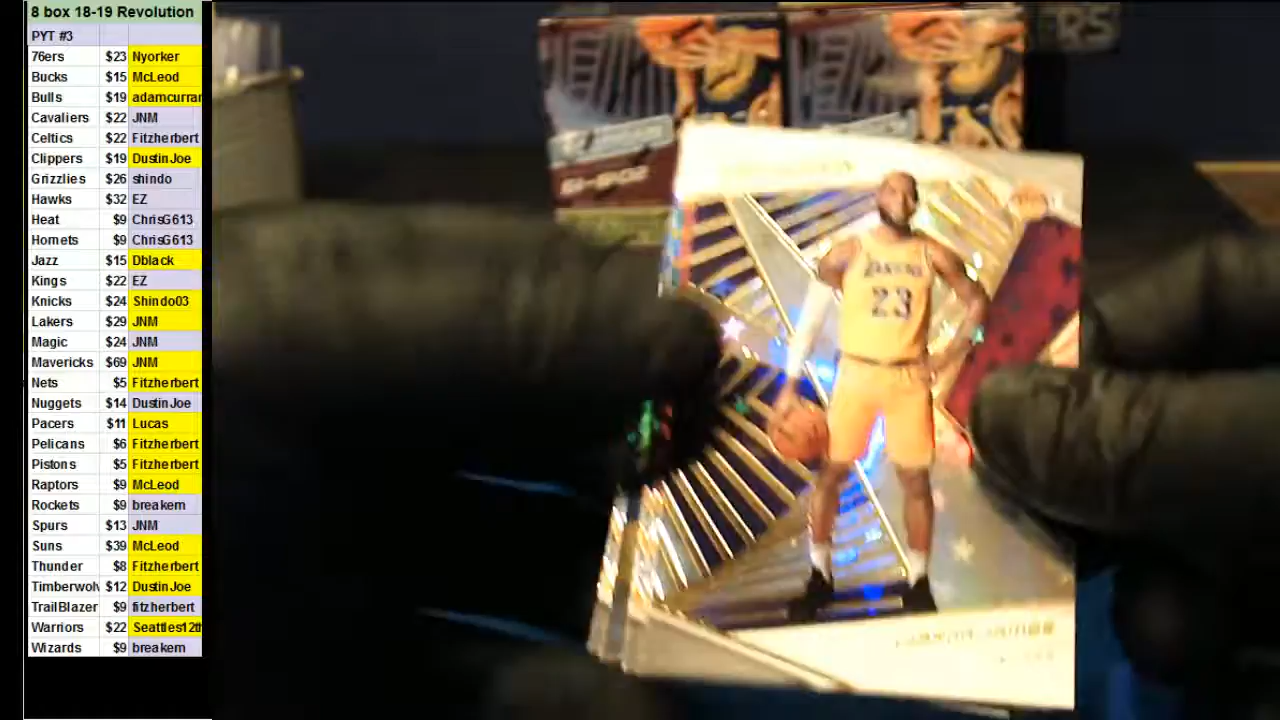 8 box 18-19 Revolution
PYT #3
76ers $23 Nyorker
Bucks $15 McLeod
Bulls $19 adamcurran
Cavaliers $22 JNM
Celtics $22 Fitzherbert
Clippers $19 DustinJoe
Grizzlies $26 shindo
Hawks $32 EZ
Heat $9 ChrisG613
Hornets $9 ChrisG613
Jazz $15 Dblack
Kings $22 EZ
Knicks $24 Shindo03
Lakers $29 JNM
Magic $24 JNM
Mavericks $69 JNM
Nets $5 Fitzherbert
Nuggets $14 DustinJoe
Pacers $11 Lucas
Pelicans $6 Fitzherbert
Pistons $5 Fitzherbert
Raptors $9 McLeod
Rockets $9 breakem
Spurs $13 JNM
Suns $39 McLeod
Thunder $8 Fitzherbert
Timberwolv $12 DustinJoe
TrailBlazer $9 fitzherbert
Warriors $22 Seattles12th
Wizards $9 breakem
RS
LAKERS
23